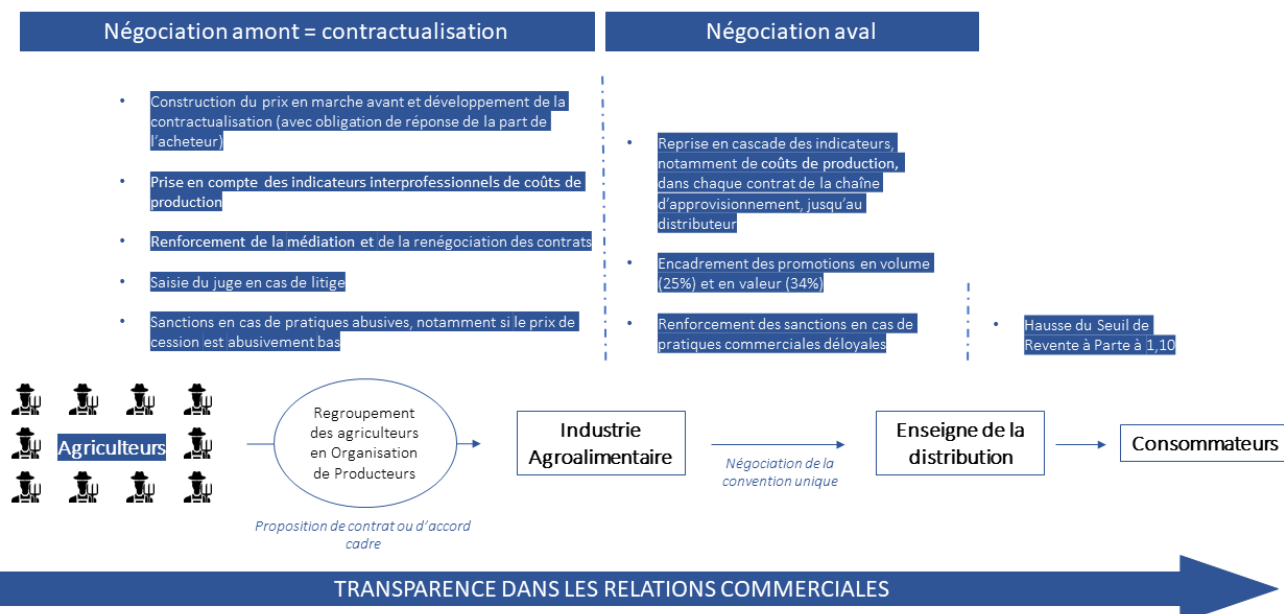 Négociation amont = contractualisation
Négociation aval
• Construction du prix en marche avant et développement de la
contractualisation (avec obligation de réponse de la part de
l'acheteur)
• Prise en compte des indicateurs interprofessionnels de coûts de
production
• Renforcement de la médiation et de la renégociation des contrats
• Saisie du juge en cas de litige
• Sanctions en cas de pratiques abusives, notamment si le prix de
cession est abusivement bas
• Reprise en cascade des indicateurs,
notamment de coûts de production,
dans chaque contrat de la chaîne
d'approvisionnement, jusqu'au
distributeur
• Encadrement des promotions en volume
(25%) et en valeur (34%)
• Renforcement des sanctions en cas de
pratiques commerciales déloyales
• Hausse du Seuil de
Revente à Parte à 1,10
Agriculteurs
Regroupement
des agriculteurs
en Organisation
de Producteurs
Proposition de contrat ou d'accord
cadre
Industrie
Agroalimentaire
Négociation de la
convention unique
Enseigne de la
distribution
Consommateurs
TRANSPARENCE DANS LES RELATIONS COMMERCIALES